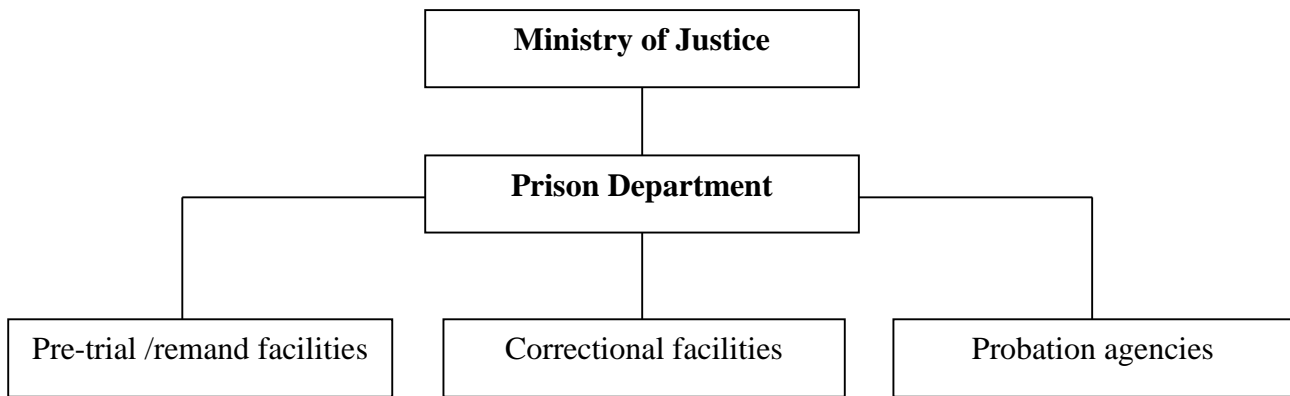 Ministry of Justice
Prison Department
Pre-trial /remand facilities
Correctional facilities
Probation agencies